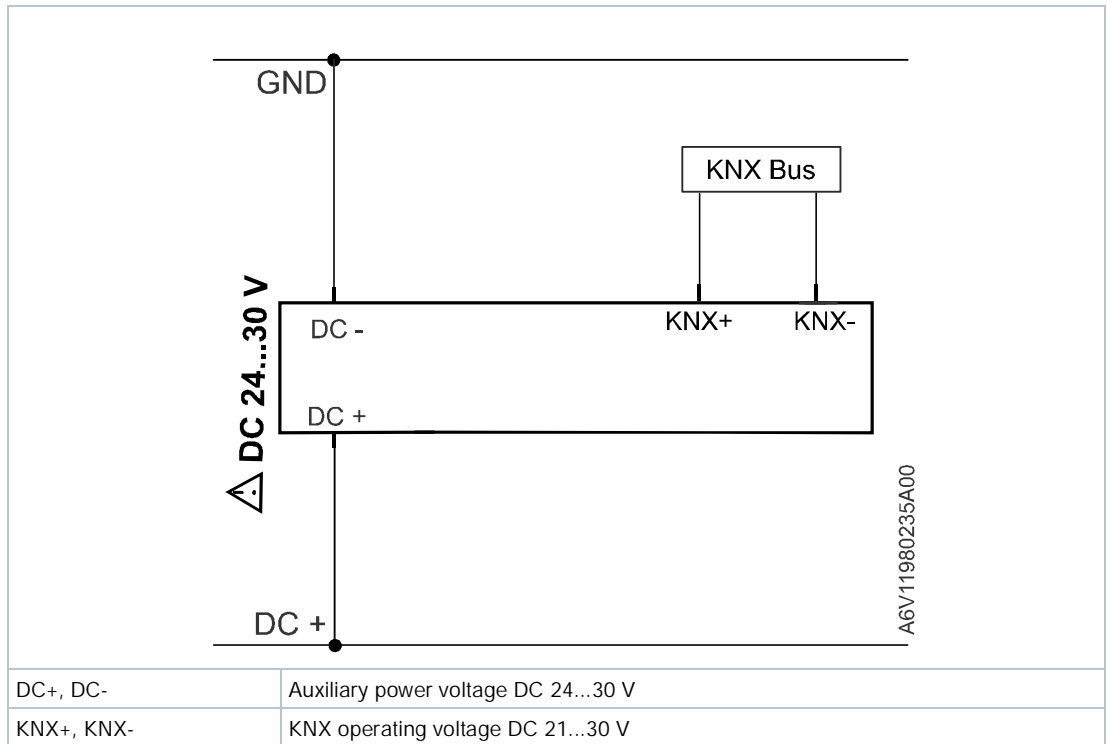 GND
KNX Bus
DC 24...30 V
DC -
KNX+
KNX-
DC +
A6V11980235A00
DC +
DC+, DC- Auxiliary power voltage DC 24...30 V
KNX+, KNX- KNX operating voltage DC 21...30 V